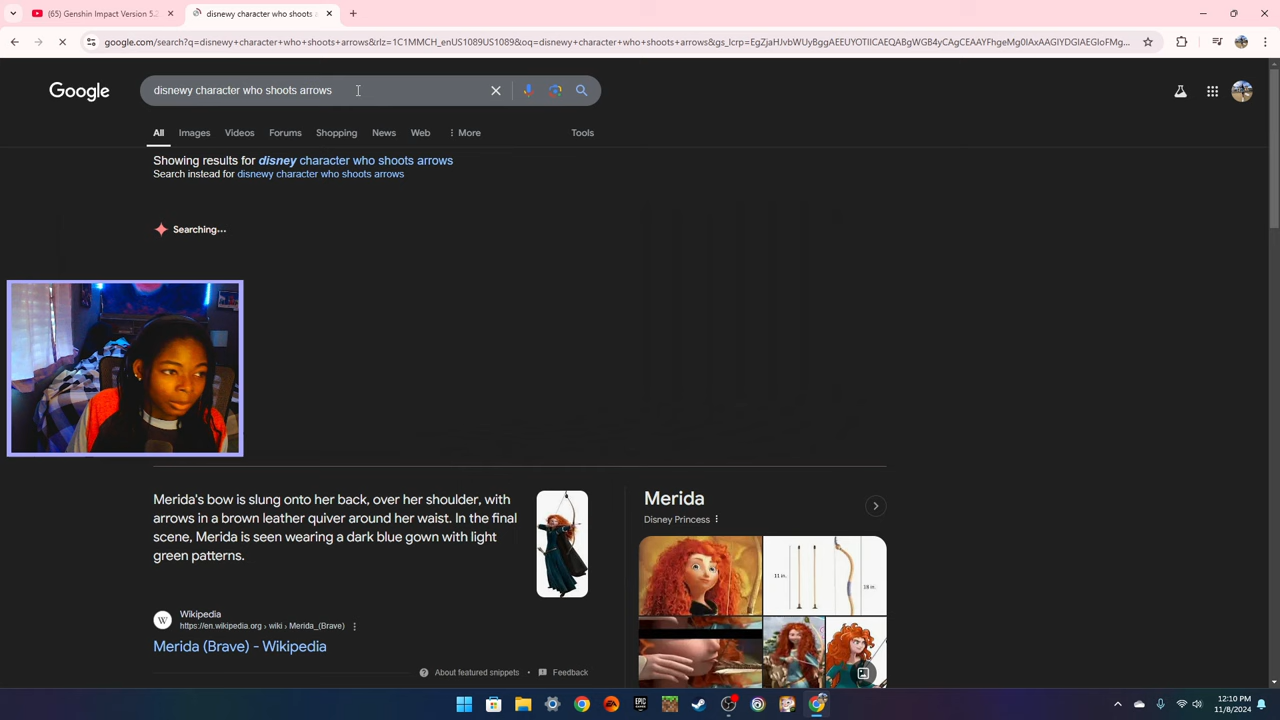 (65) Genshin Impact Version 5.2
disnewy character who shoots a
google.com/search?q=disnewy+character+who+shoots+arrows&rlz=1C1MMCH_enUS1089US1089&oq=disnewy+character+who+shoots+arrows&gs_lcrp=
Google
disnewy character who shoots arrows
All
Images
Videos
Forums
Shopping
News
Web
More
Tools
Showing results for disney character who shoots arrows
Search instead for disnewy character who shoots arrows
Searching...
Merida's bow is slung onto her back, over her shoulder, with
arrows in a brown leather quiver around her waist. In the final
scene, Merida is seen wearing a dark blue gown with light
green patterns.
Wikipedia
https://en.wikipedia.org › wiki › Merida_(Brave)
Merida (Brave) - Wikipedia
About featured snippets
Feedback
Merida
Disney Princess
11 in.
18 in.
12:10 PM
11/8/2024